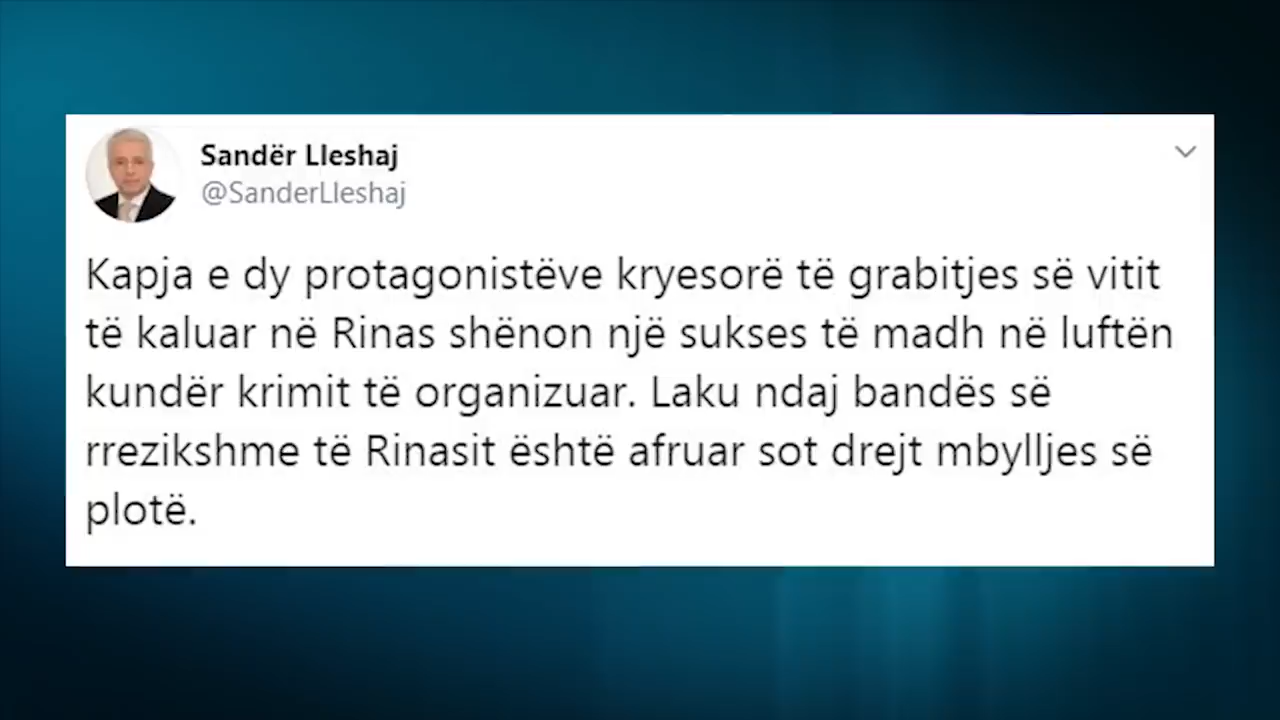 Sandër Lleshaj
@SanderLleshaj
Kapja e dy protagonistëve kryesorë të grabitjes së vitit
të kaluar në Rinas shënon një sukses të madh në luftën
kundër krimit të organizuar. Laku ndaj bandës së
rrezikshme të Rinasit është afruar sot drejt mbylljes së
plotë.